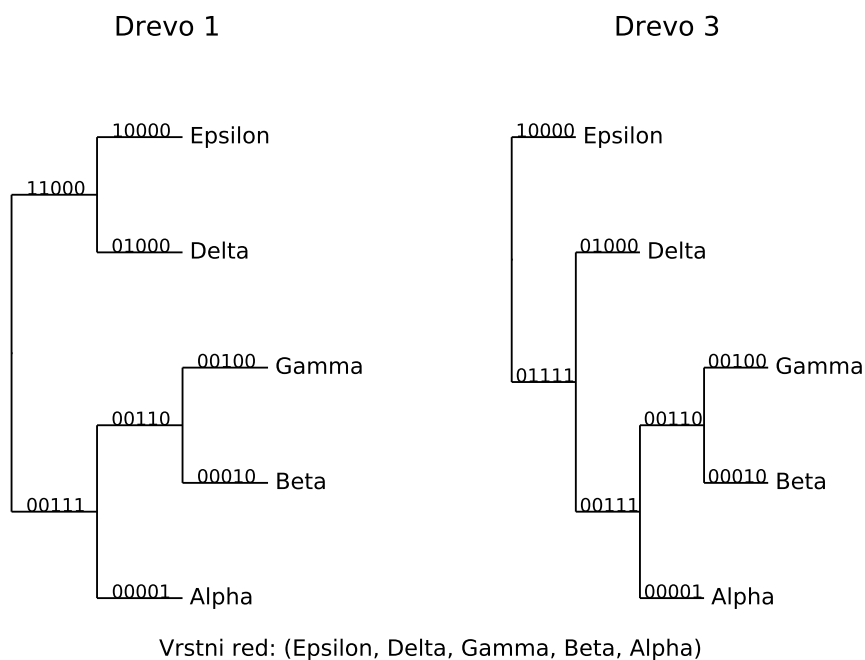 Drevo 1
10000 Epsilon
11000
01000 Delta
00100 Gamma
00110
00010 Beta
00111
00001 Alpha
Drevo 3
10000 Epsilon
01000 Delta
00100 Gamma
01111
00110
00010 Beta
00111
00001 Alpha
Vrstni red: (Epsilon, Delta, Gamma, Beta, Alpha)